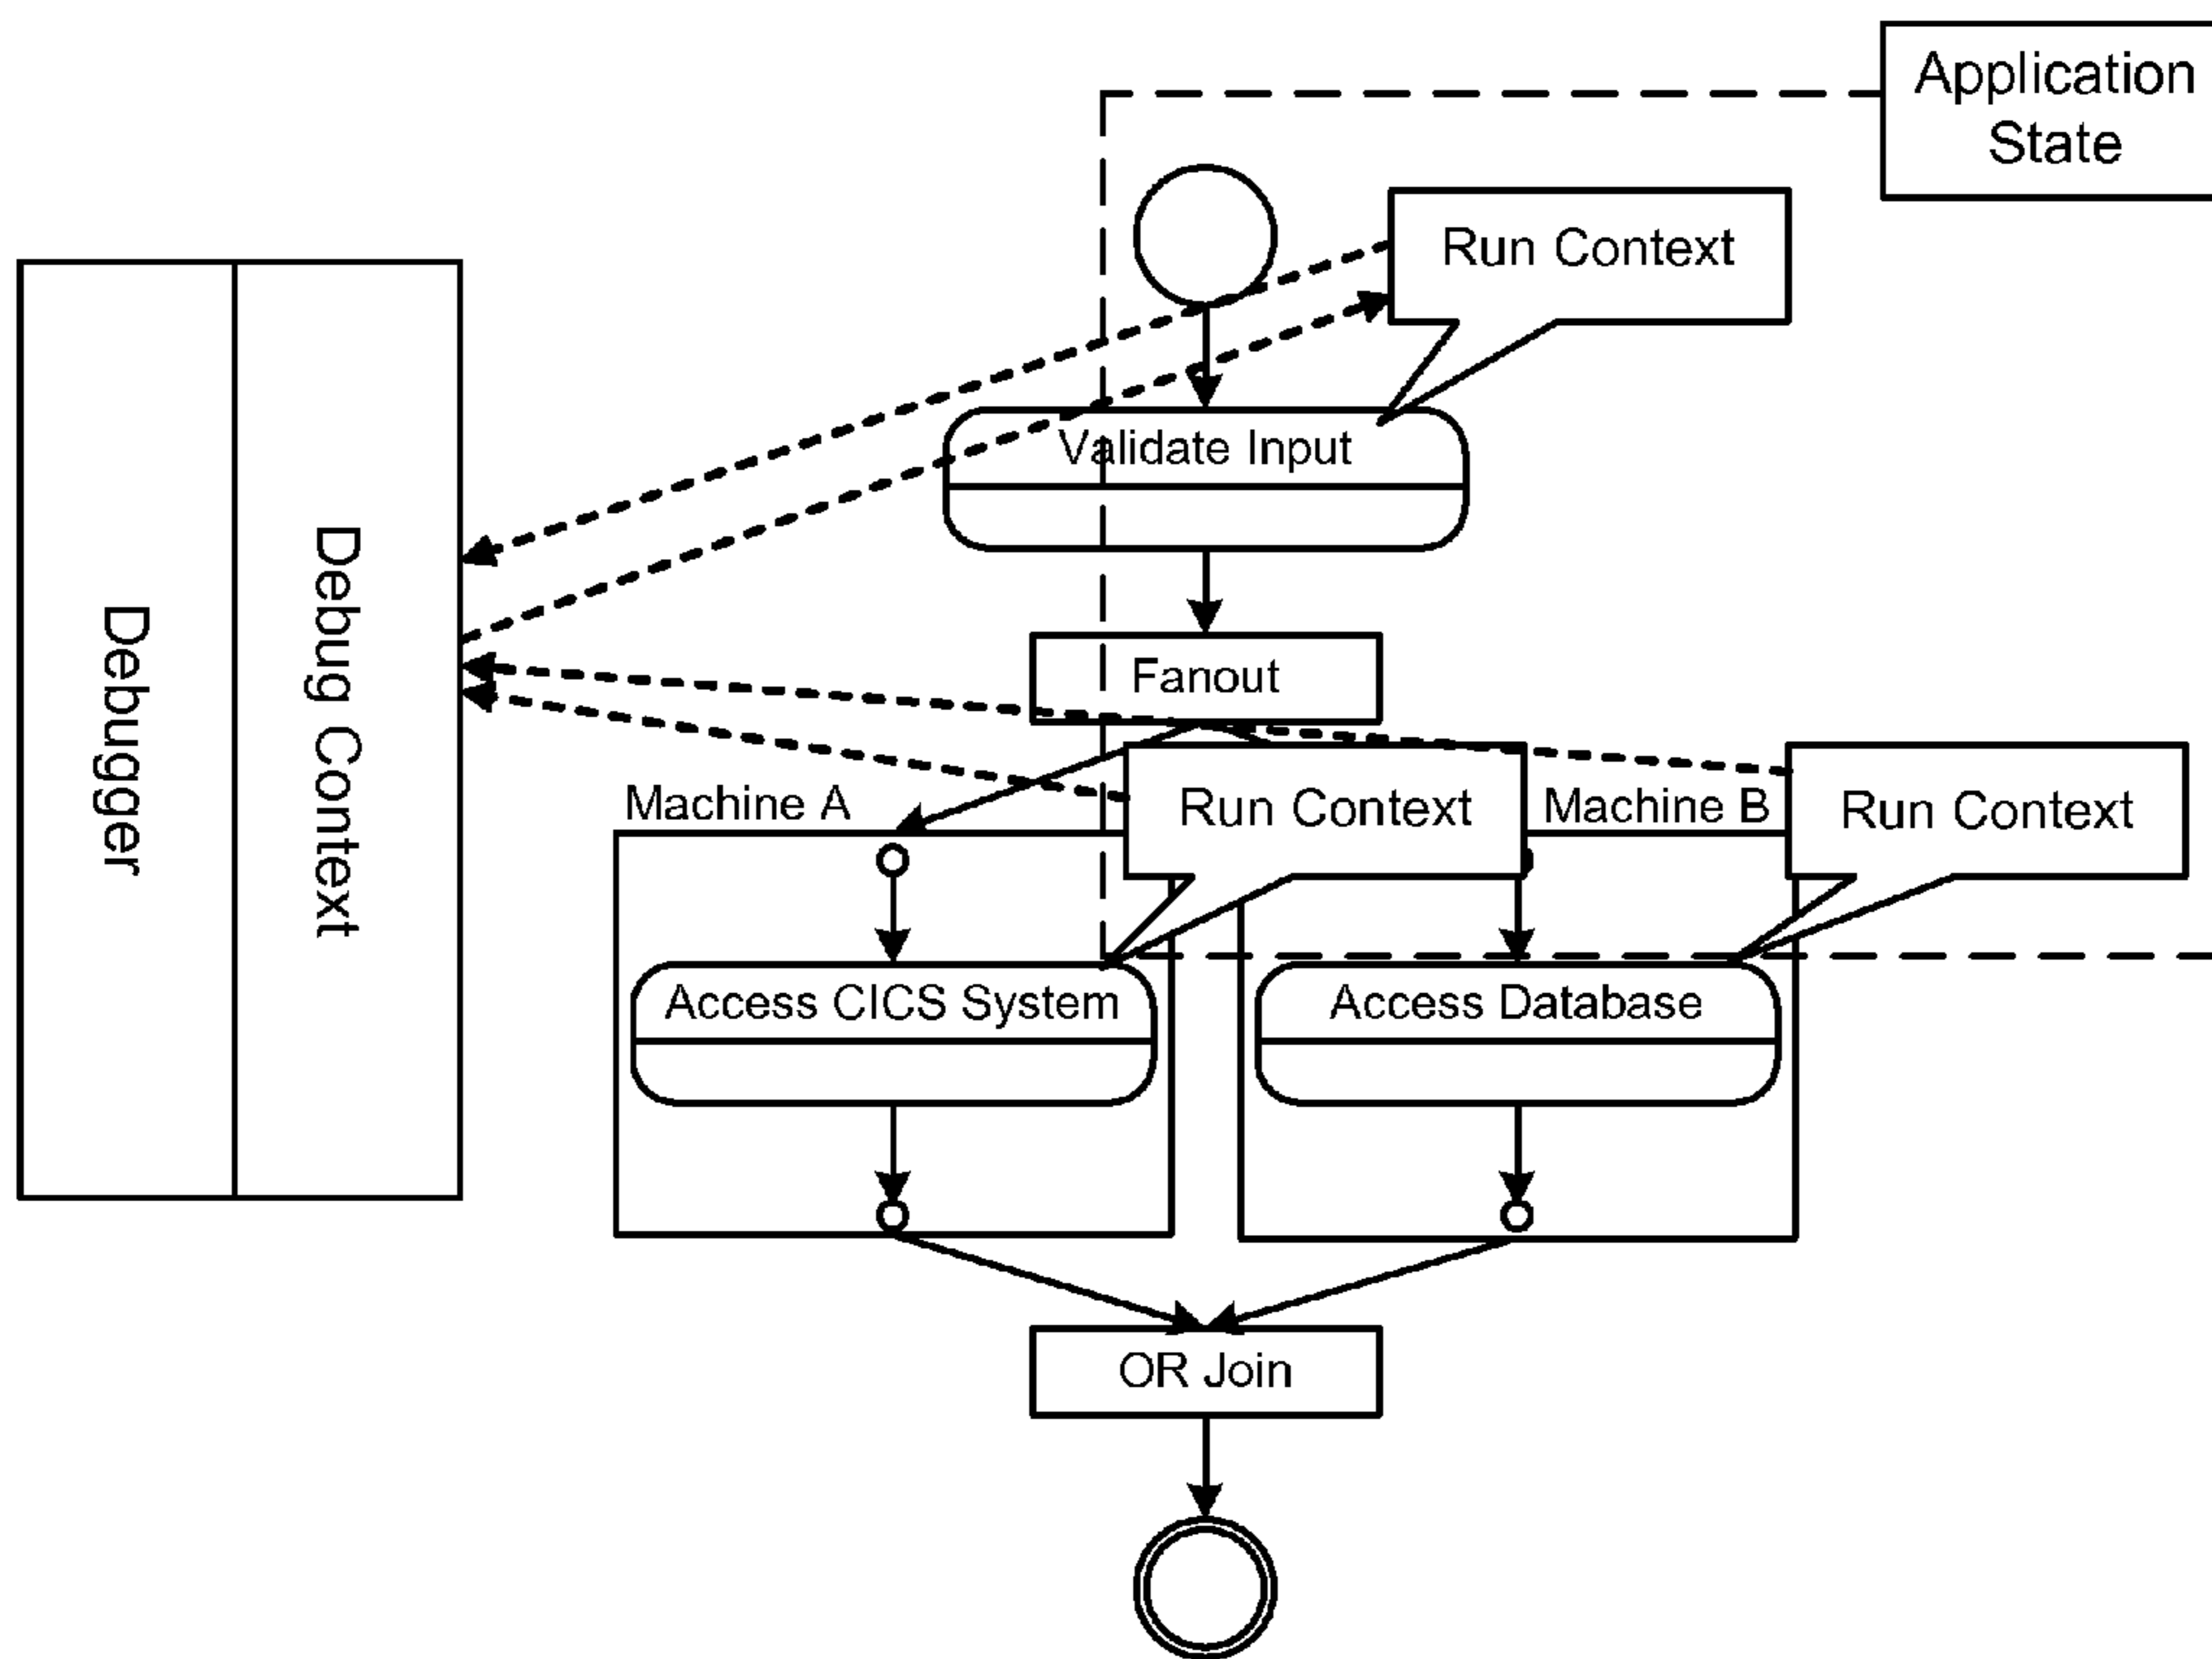 Application
State
Run Context
Validate Input
Debugger
Debug Context
Fanout
Machine A
Run Context
Machine B
Run Context
Access CICS System
Access Database
OR Join